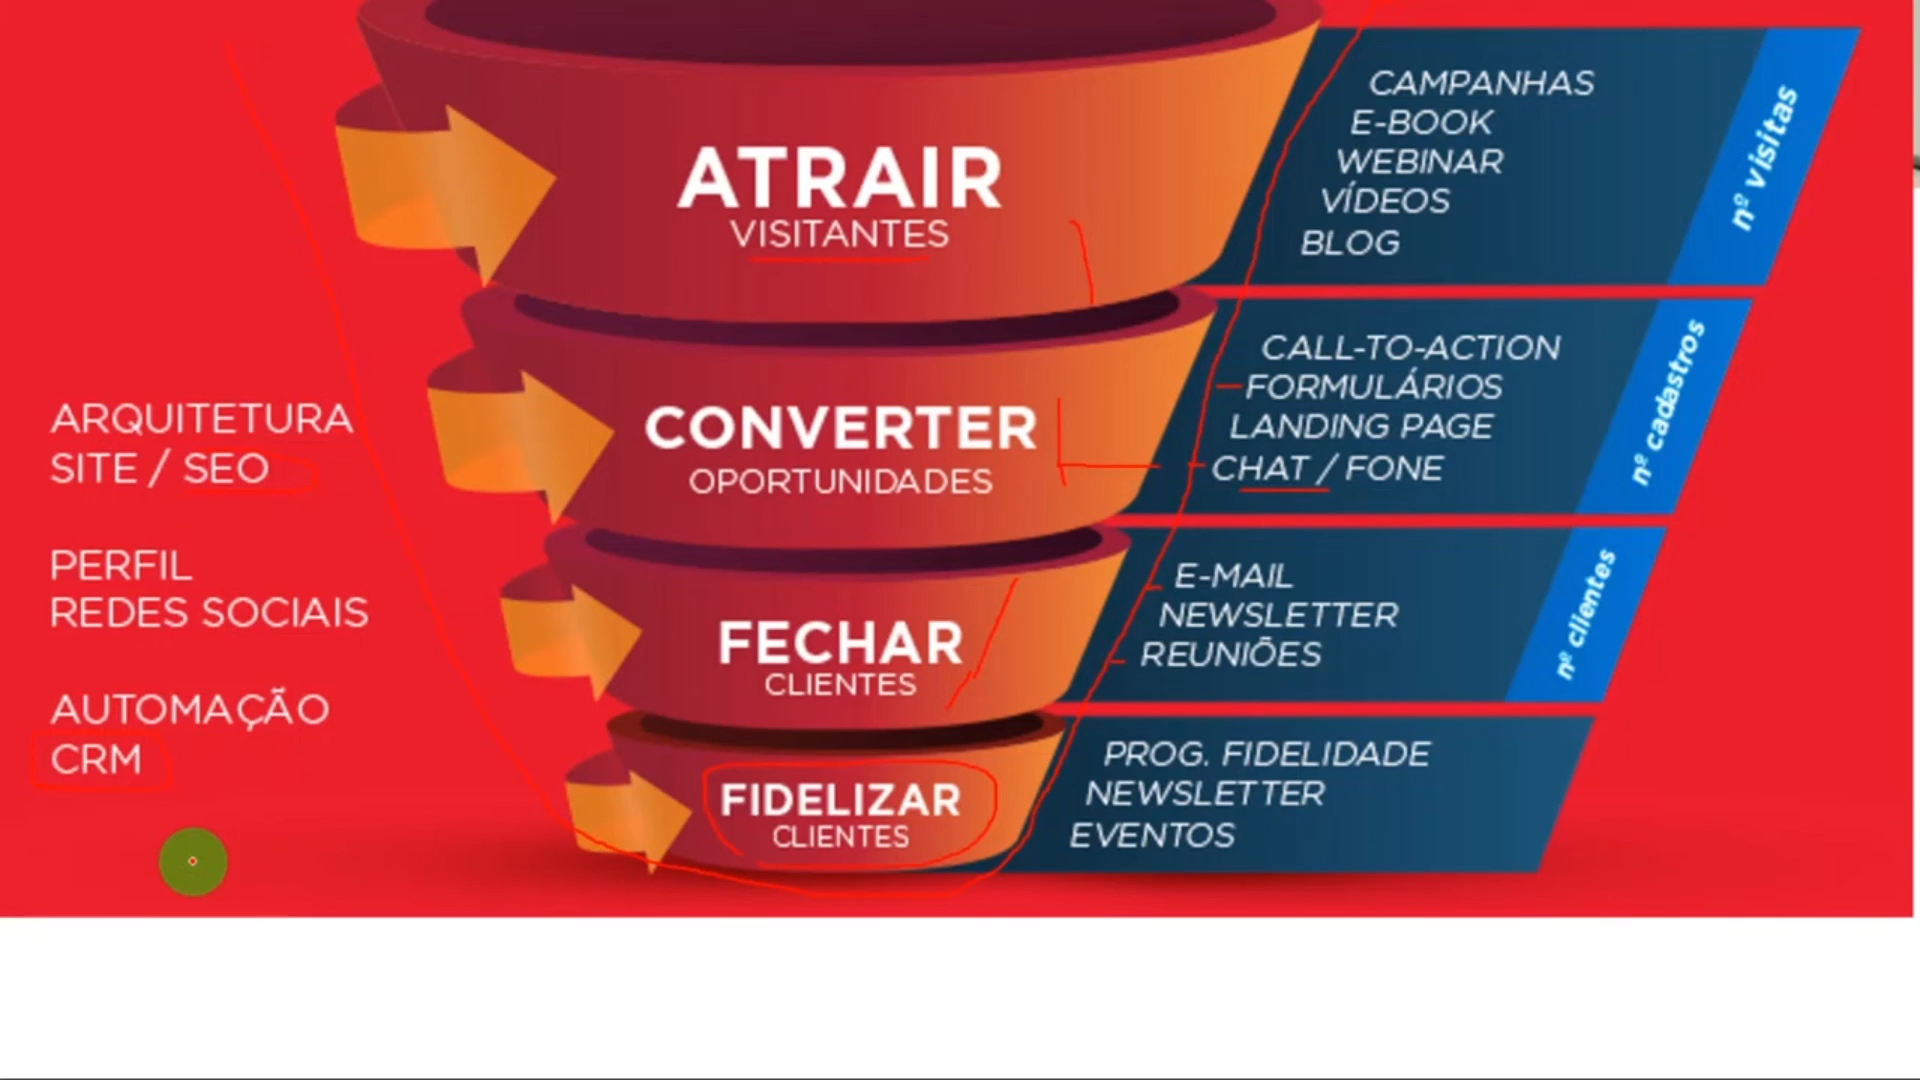 ATRAIR
VISITANTES
CAMPANHAS
E-BOOK
WEBINAR
VÍDEOS
BLOG
nº visitas
CONVERTER
OPORTUNIDADES
CALL-TO-ACTION
FORMULÁRIOS
LANDING PAGE
CHAT / FONE
nº cadastros
FECHAR
CLIENTES
E-MAIL
NEWSLETTER
REUNIÕES
nº clientes
FIDELIZAR
CLIENTES
PROG. FIDELIDADE
NEWSLETTER
EVENTOS
ARQUITETURA
SITE / SEO
PERFIL
REDES SOCIAIS
AUTOMAÇÃO
CRM